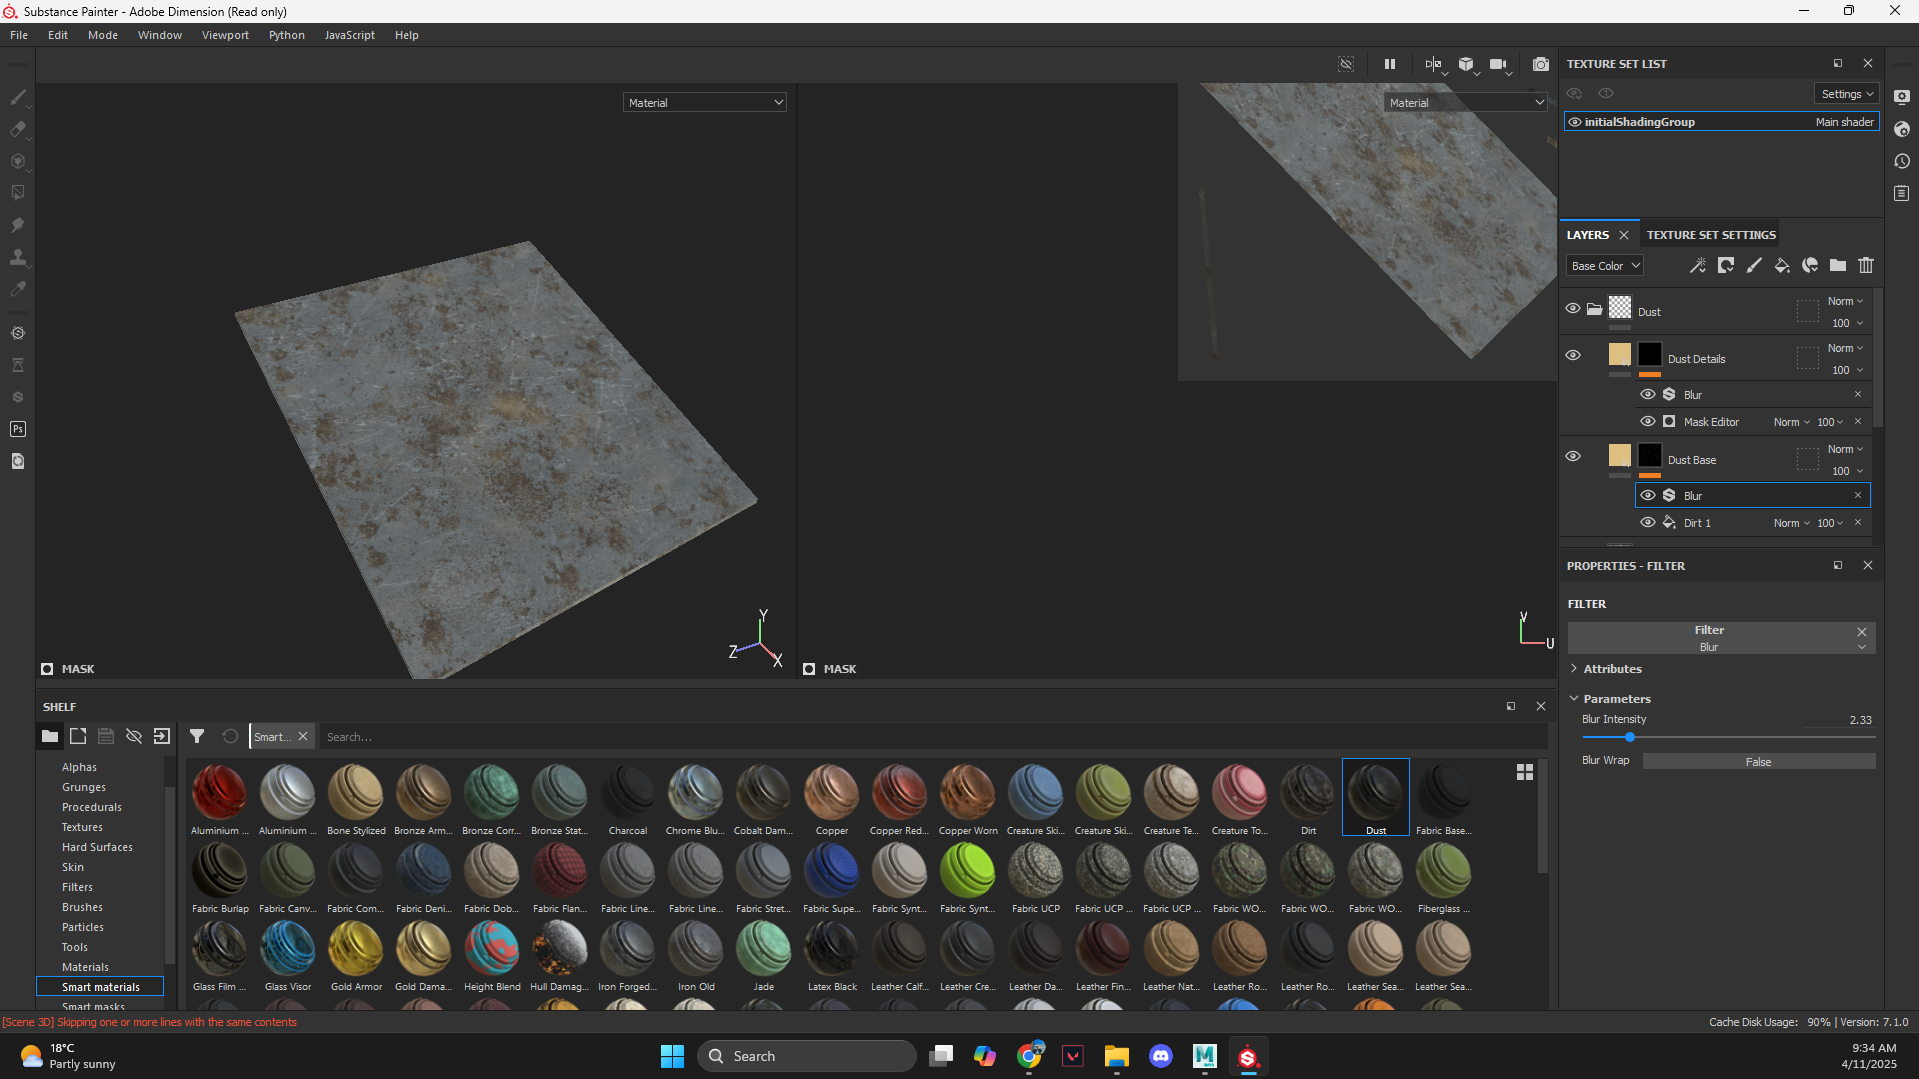 Substance Painter - Adobe Dimension (Read only)
File Edit Mode Window Viewport Python JavaScript Help
Material
Material
Y
Z
X
V
U
MASK
MASK
TEXTURE SET LIST
Settings
initialShadingGroup Main shader
LAYERS TEXTURE SET SETTINGS
Base Color
Dust Norm
100
Dust Details Norm
100
Blur
Mask Editor Norm 100
Dust Base Norm
100
Blur
Dirt 1 Norm 100
PROPERTIES - FILTER
FILTER
Filter
Blur
Attributes
Parameters
Blur Intensity 2.33
Blur Wrap False
SHELF
Smart... Search...
Alphas
Grunges
Procedurals
Textures
Hard Surfaces
Skin
Filters
Brushes
Particles
Tools
Materials
Smart materials
Smart masks
Aluminium ... Aluminium ... Bone Stylized Bronze Arm... Bronze Corr... Bronze Stat... Charcoal Chrome Blu... Cobalt Dam... Copper Copper Red... Copper Worn Creature Ski... Creature Ski... Creature Te... Creature To... Dirt Dust Fabric Base...
Fabric Burlap Fabric Canv... Fabric Com... Fabric Deni... Fabric Dob... Fabric Flan... Fabric Line... Fabric Line... Fabric Stret... Fabric Supe... Fabric Synt... Fabric Synt... Fabric UCP Fabric UCP ... Fabric UCP ... Fabric WO... Fabric WO... Fabric WO... Fiberglass ...
Glass Film ... Glass Visor Gold Armor Gold Dama... Height Blend Hull Damag... Iron Forged... Iron Old Jade Latex Black Leather Calf... Leather Cre... Leather Da... Leather Fin... Leather Nat... Leather Ro... Leather Ro... Leather Sea... Leather Sea...
[Scene 3D] Skipping one or more lines with the same contents
Cache Disk Usage: 90% | Version: 7.1.0
18°C
Partly sunny
Search
9:34 AM
4/11/2025
Ps